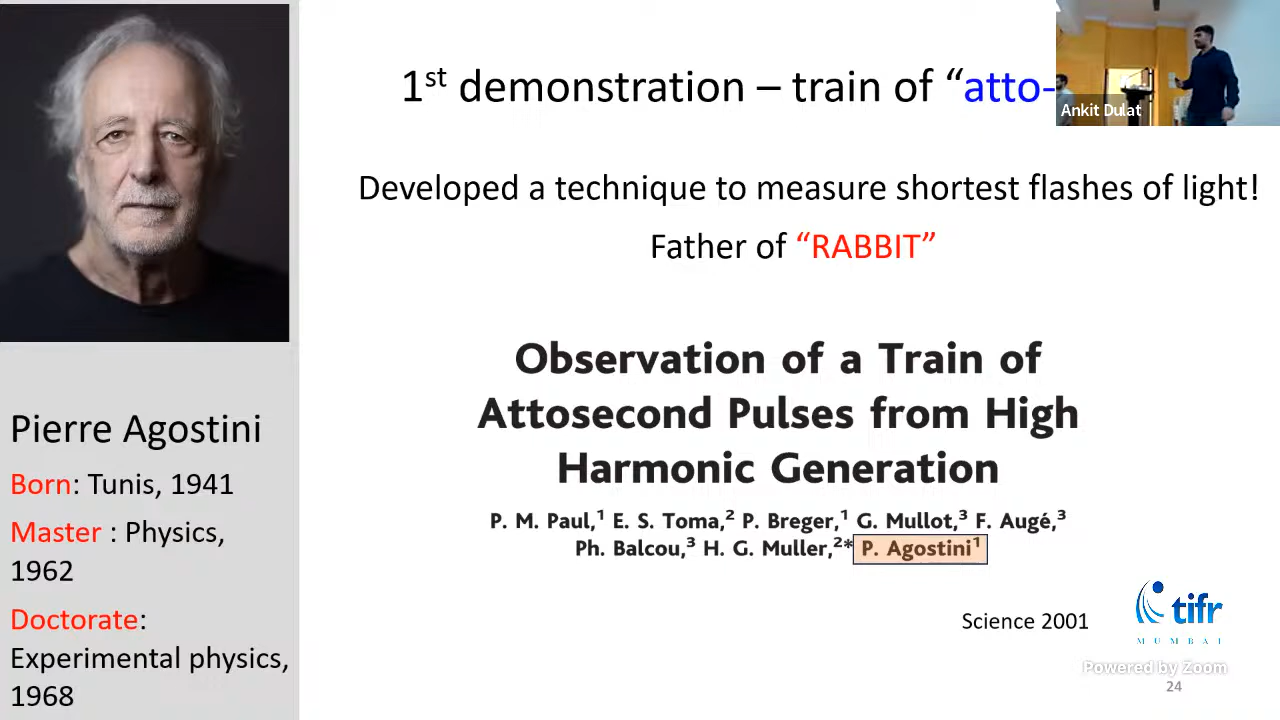 1st demonstration – train of “atto-
Ankit Dulat
Developed a technique to measure shortest flashes of light!
Father of “RABBIT”
Observation of a Train of
Attosecond Pulses from High
Harmonic Generation
P. M. Paul,1 E. S. Toma,2 P. Breger,1 G. Mullot,3 F. Augé,3
Ph. Balcou,3 H. G. Muller,2* P. Agostini1
Science 2001
tifr
MUMBAI
Powered by Zoom
24
Pierre Agostini
Born: Tunis, 1941
Master : Physics,
1962
Doctorate:
Experimental physics,
1968